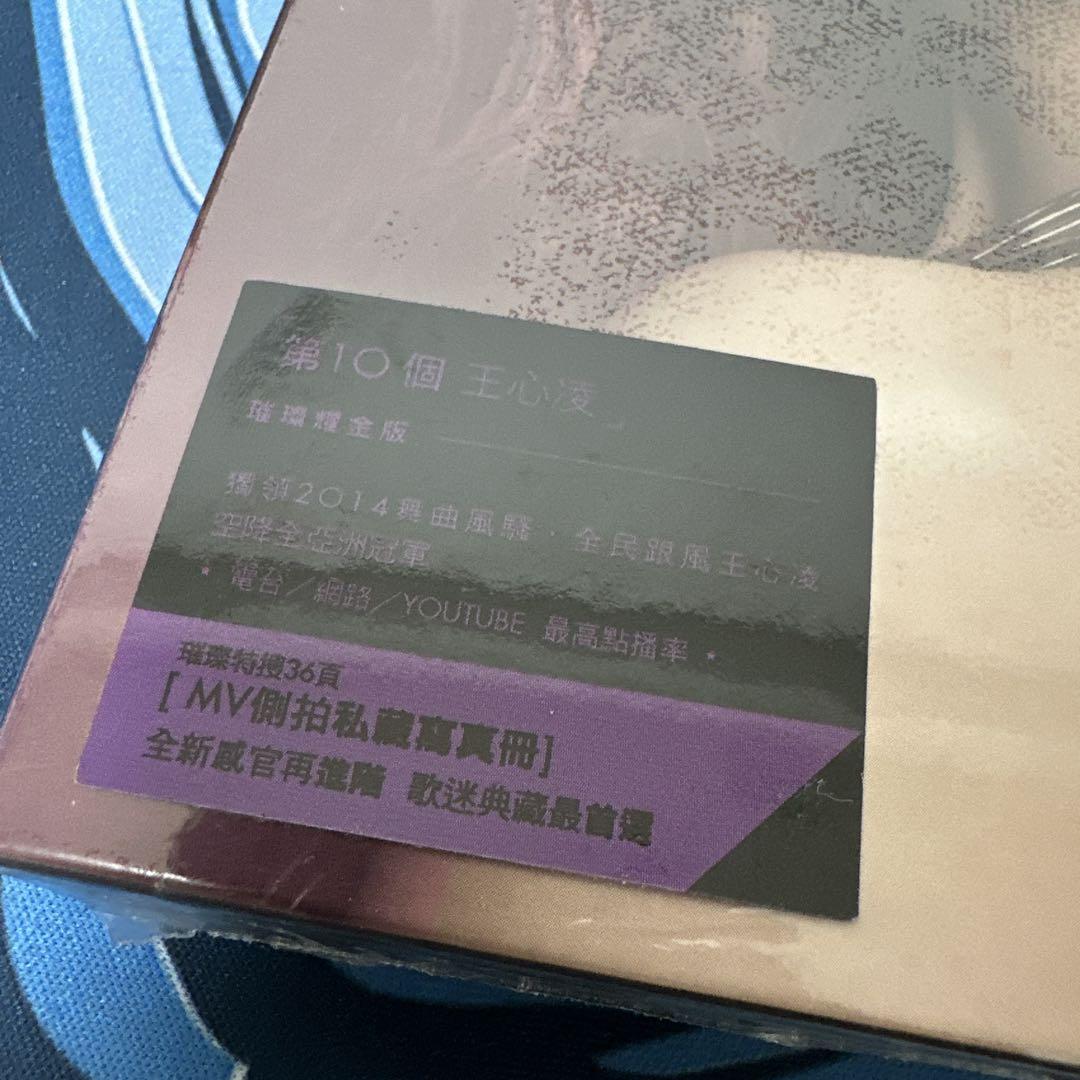 第10個 王心凌」
璀璨耀金版
獨領2014舞曲風騷．全民跟風王心凌
空降全亞洲冠軍
★ 電台／網路／YOUTUBE 最高點播率 ★
璀璨特搜36頁
[ MV側拍私藏寫真冊]
全新感官再進階 歌迷典藏最首選